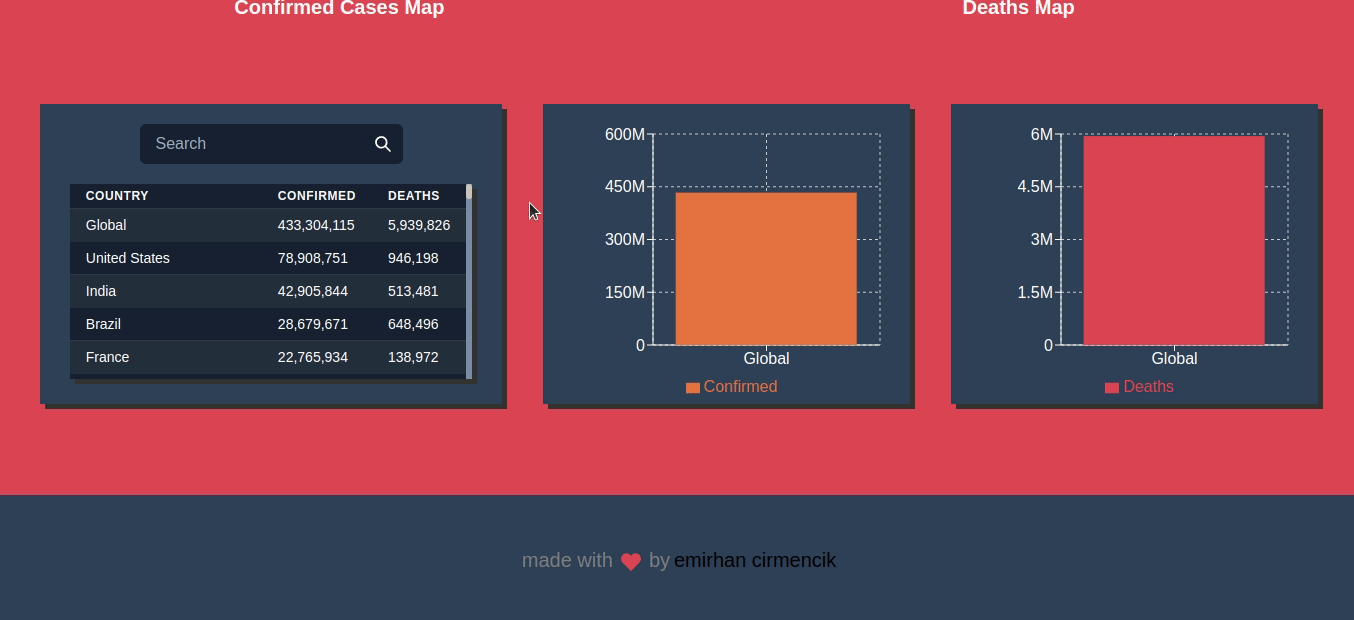 Confirmed Cases Map
Deaths Map
Search
COUNTRY CONFIRMED DEATHS
Global 433,304,115 5,939,826
United States 78,908,751 946,198
India 42,905,844 513,481
Brazil 28,679,671 648,496
France 22,765,934 138,972
600M
450M
300M
150M
0
Global
Confirmed
6M
4.5M
3M
1.5M
0
Global
Deaths
made with by emirhan cirmencik